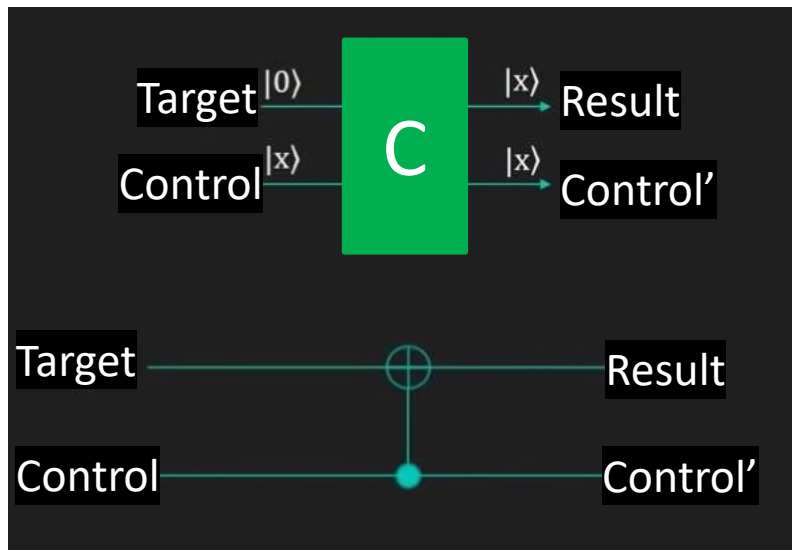 Target |0⟩ C |x⟩ Result
Control |x⟩ |x⟩ Control’
Target Result
Control Control’